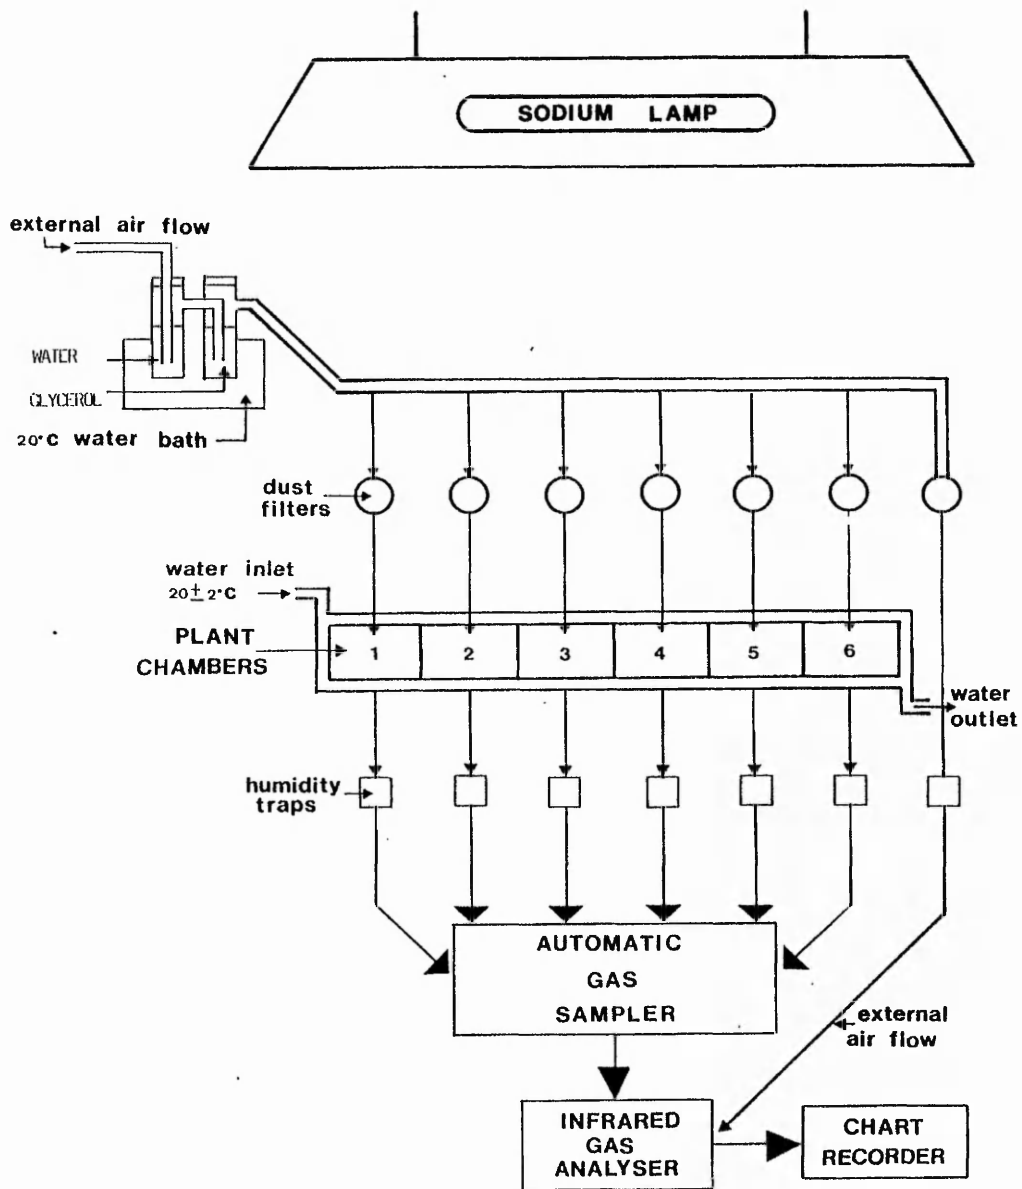 SODIUM LAMP
external air flow
WATER
GLYCEROL
20°C water bath
dust
filters
water inlet
20±2°C
PLANT
CHAMBERS
1 2 3 4 5 6
water
outlet
humidity
traps
AUTOMATIC
GAS
SAMPLER
external
air flow
INFRARED
GAS
ANALYSER
CHART
RECORDER